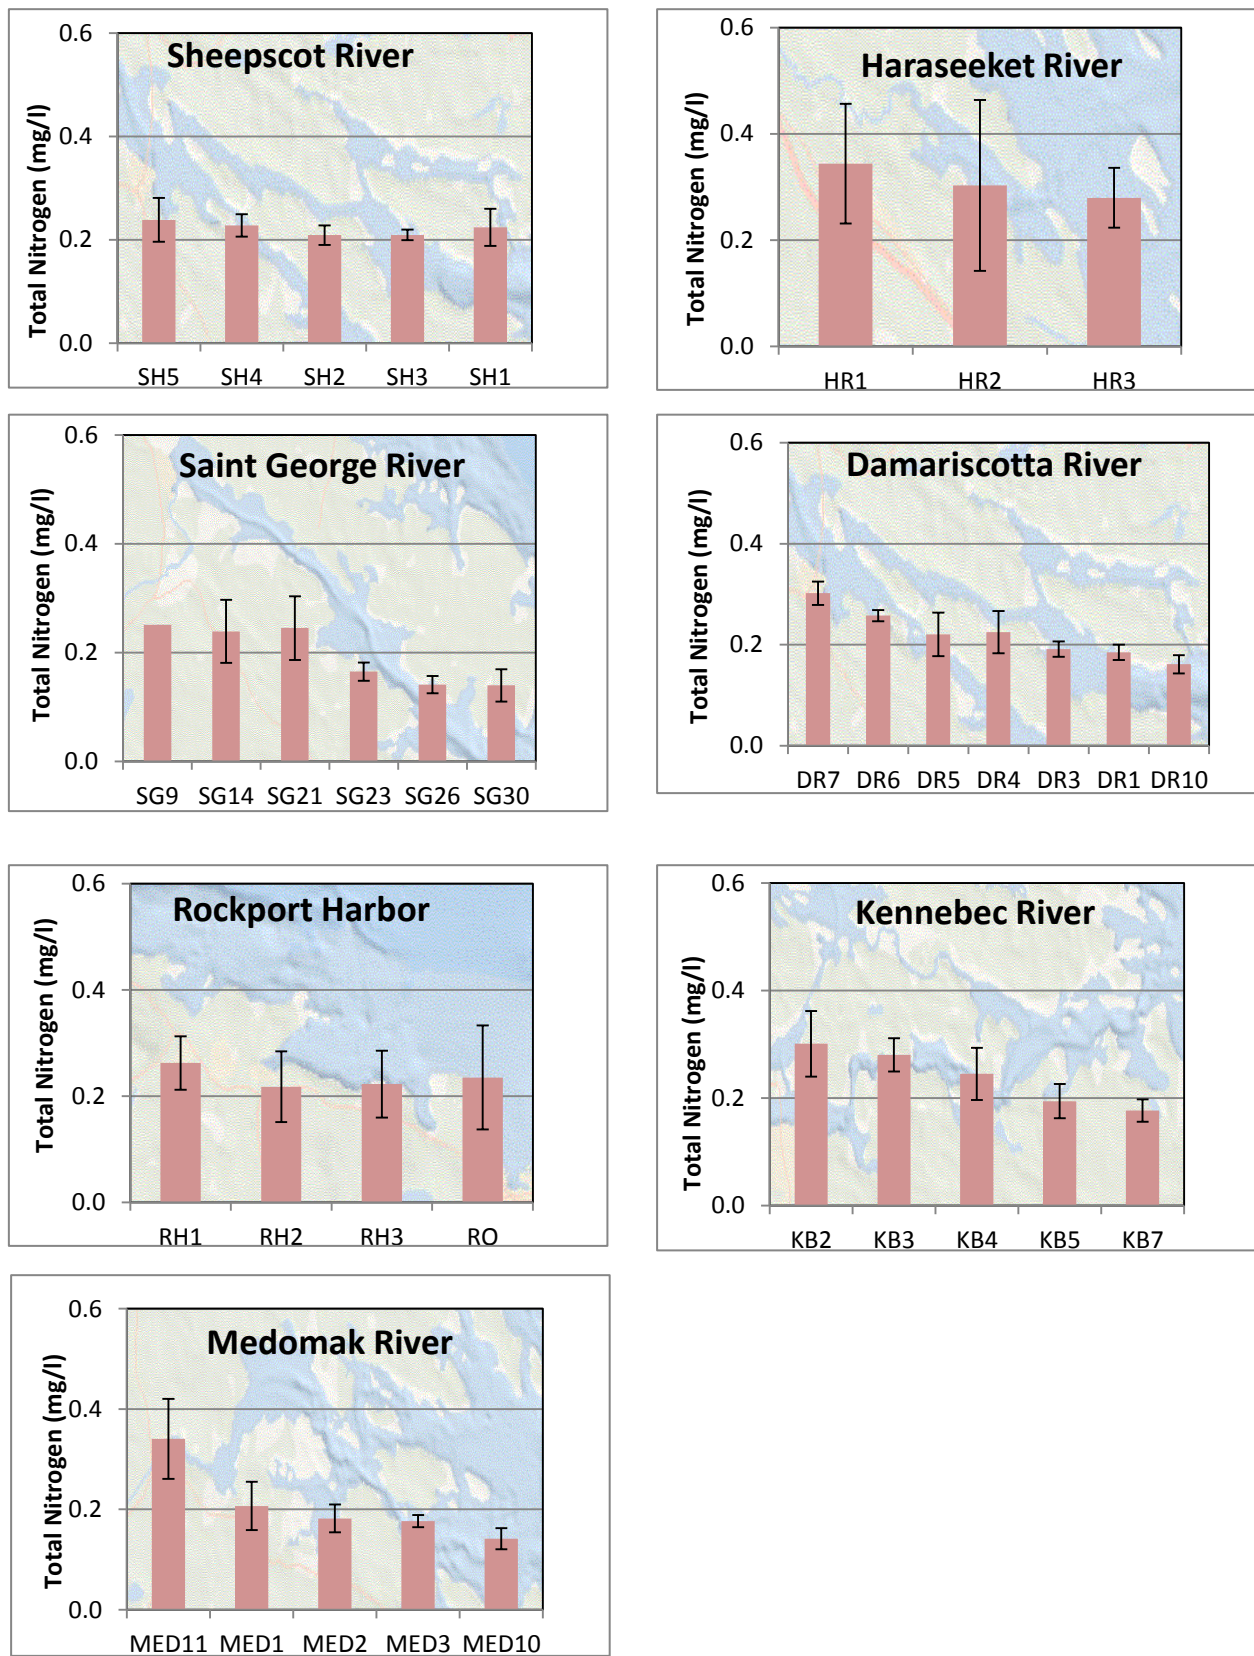 Sheepscot River
Total Nitrogen (mg/l)
0.6
0.4
0.2
0.0
SH5 SH4 SH2 SH3 SH1
Haraseeket River
Total Nitrogen (mg/l)
0.6
0.4
0.2
0.0
HR1 HR2 HR3
Saint George River
Total Nitrogen (mg/l)
0.6
0.4
0.2
0.0
SG9 SG14 SG21 SG23 SG26 SG30
Damariscotta River
Total Nitrogen (mg/l)
0.6
0.4
0.2
0.0
DR7 DR6 DR5 DR4 DR3 DR1 DR10
Rockport Harbor
Total Nitrogen (mg/l)
0.6
0.4
0.2
0.0
RH1 RH2 RH3 RO
Kennebec River
Total Nitrogen (mg/l)
0.6
0.4
0.2
0.0
KB2 KB3 KB4 KB5 KB7
Medomak River
Total Nitrogen (mg/l)
0.6
0.4
0.2
0.0
MED11 MED1 MED2 MED3 MED10